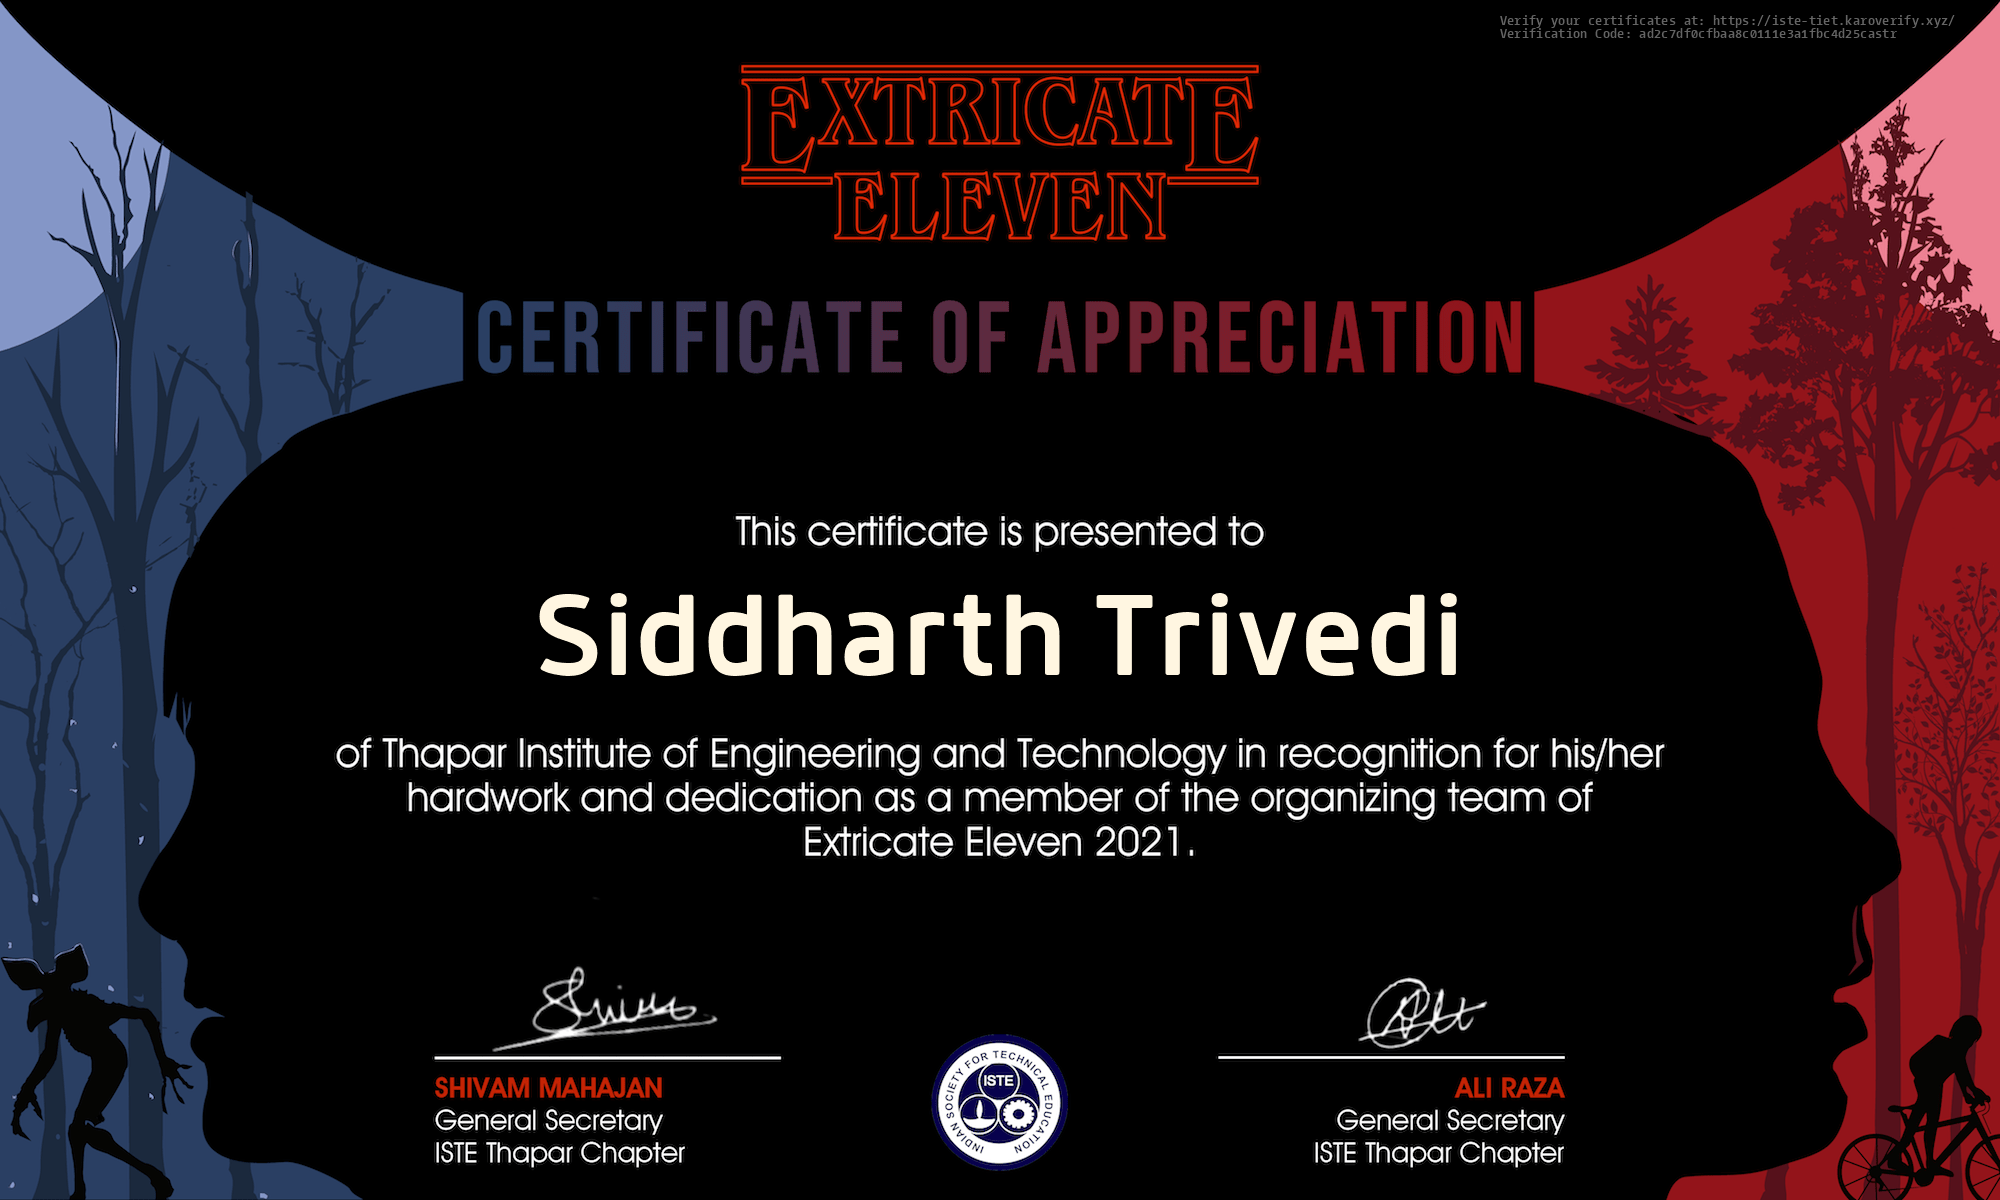 Verify your certificates at: https://iste-tiet.karoverify.xyz/
Verification Code: ad2c7df0cfbaa8c0111e3a1fbc4d25castr
EXTRICATE
ELEVEN
CERTIFICATE OF APPRECIATION
This certificate is presented to
Siddharth Trivedi
of Thapar Institute of Engineering and Technology in recognition for his/her
hardwork and dedication as a member of the organizing team of
Extricate Eleven 2021.
SHIVAM MAHAJAN
General Secretary
ISTE Thapar Chapter
INDIAN SOCIETY FOR TECHNICAL EDUCATION
ISTE
ALI RAZA
General Secretary
ISTE Thapar Chapter